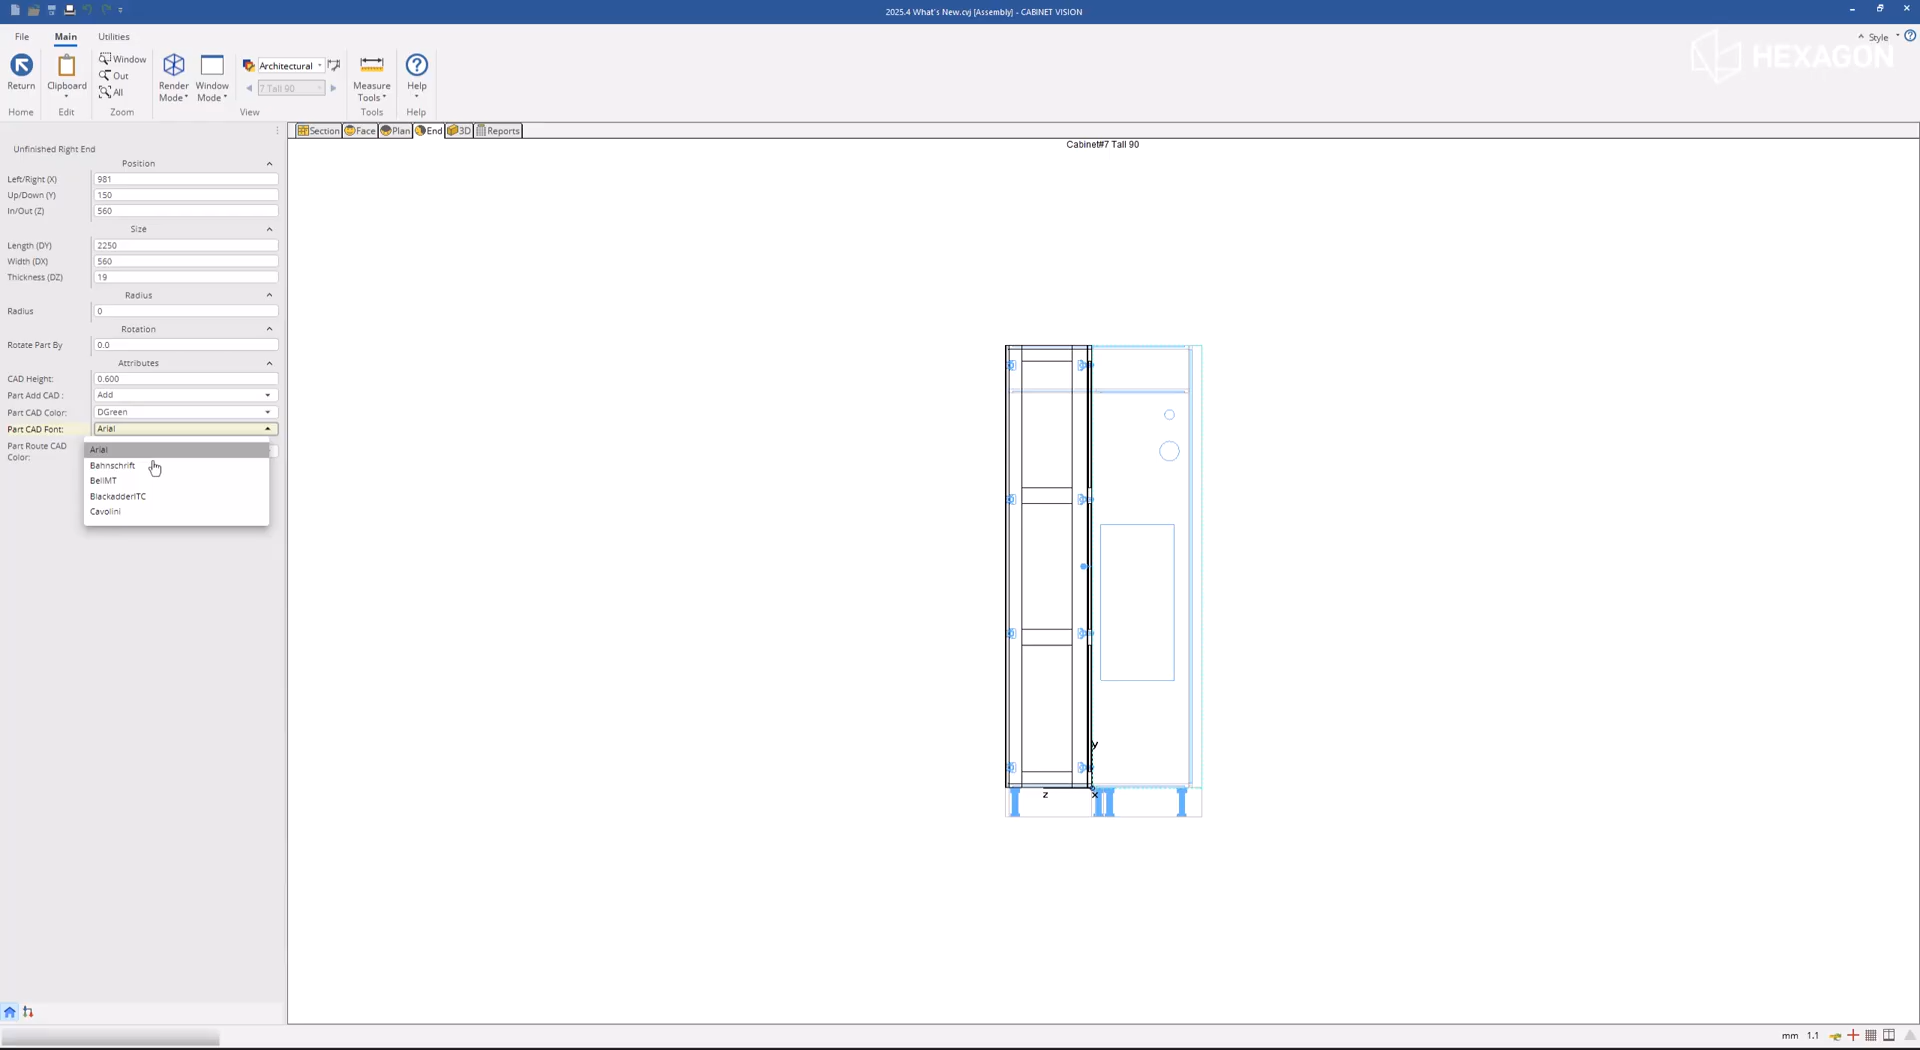 2025.4 What's New.cvj [Assembly] - CABINET VISION
File
Main
Utilities
Style
HEXAGON
Return
Clipboard
Window
Out
All
Render
Mode
Window
Mode
Architectural
7 Tall 90
Measure
Tools
Help
Home
Edit
Zoom
View
Tools
Help
Section
Face
Plan
End
3D
Reports
Cabinet#7 Tall 90
Unfinished Right End
Position
Left/Right (X)
981
Up/Down (Y)
150
In/Out (Z)
560
Size
Length (DY)
2250
Width (DX)
560
Thickness (DZ)
19
Radius
Radius
0
Rotation
Rotate Part By
0.0
Attributes
CAD Height:
0.600
Part Add CAD :
Add
Part CAD Color:
DGreen
Part CAD Font:
Arial
Part Route CAD
Color:
Arial
Bahnschrift
BellMT
BlackadderITC
Cavolini
y
z
x
mm
1.1